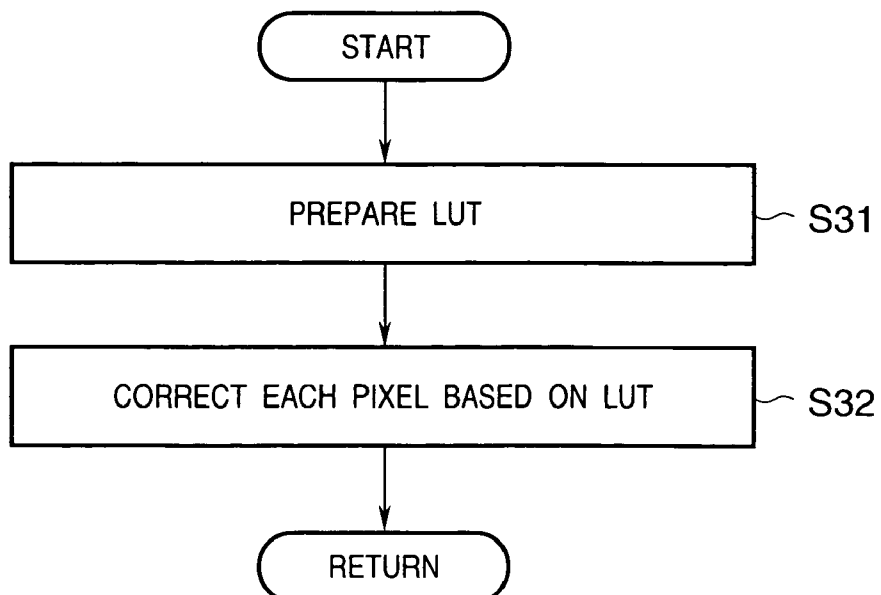 START
PREPARE LUT
S31
CORRECT EACH PIXEL BASED ON LUT
S32
RETURN